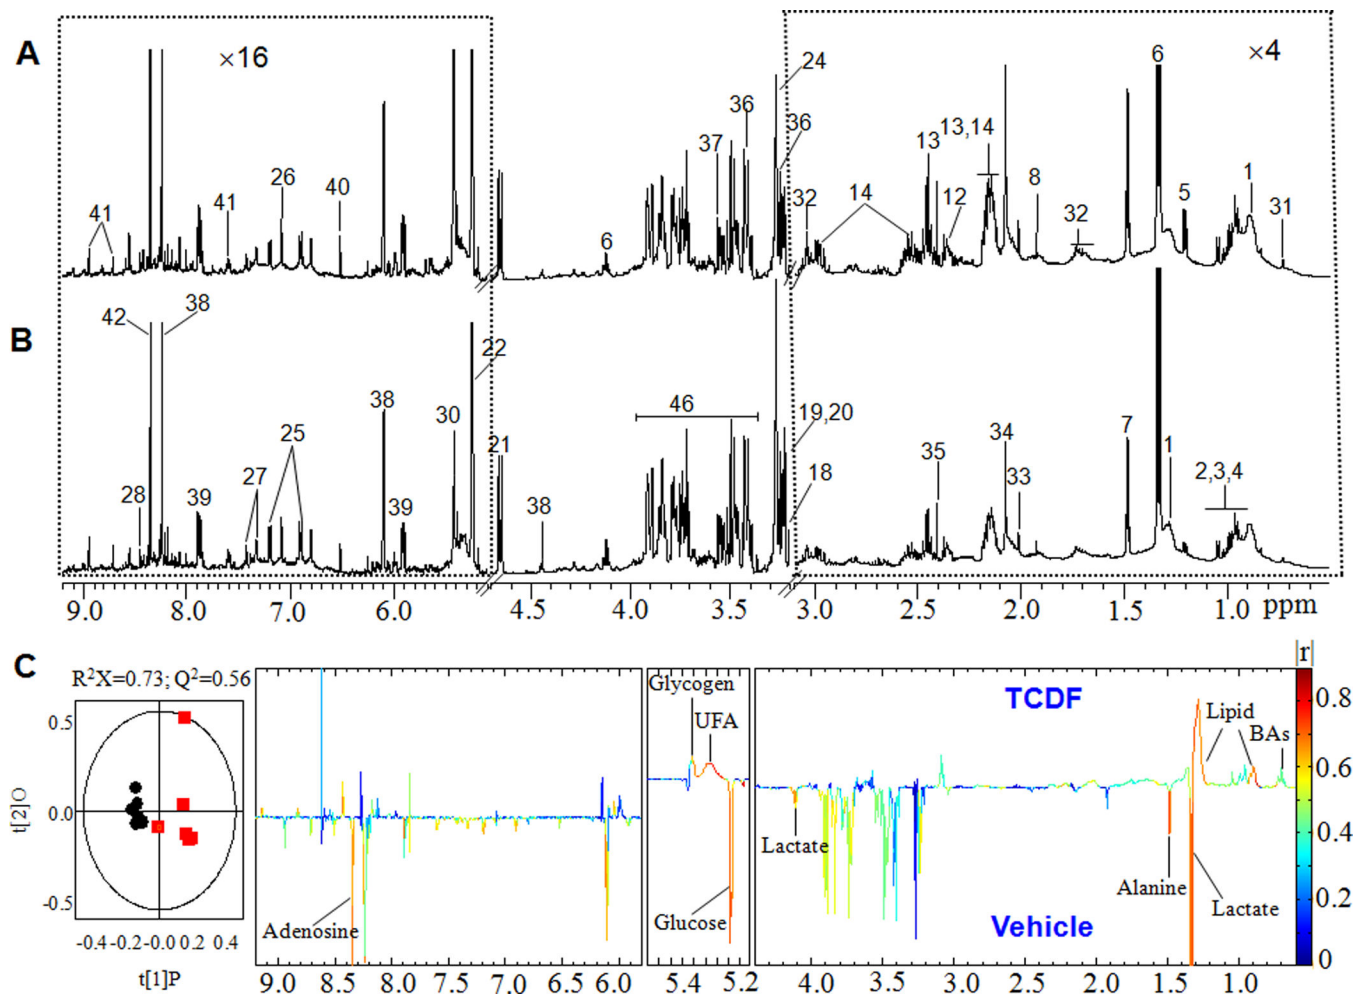 A
×16
×4
41
41
26
40
6
37
36
24
36
32
14
13
13,14
12
8
32
6
5
1
31
B
42
38
28
39
27
25
38
39
30
22
21
38
46
19,20
18
35
34
33
7
1
2,3,4
9.0 8.0 7.0 6.0 4.5 4.0 3.5 3.0 2.5 2.0 1.5 1.0 ppm
C
R²X=0.73; Q²=0.56
t[2]O
0.5
0.0
-0.5
-0.4 -0.2 -0.0 0.2 0.4
t[1]P
Adenosine
9.0 8.5 8.0 7.5 7.0 6.5 6.0
Glycogen
UFA
Glucose
5.4 5.2
TCDF
Lipid
BAs
Lactate
Alanine
Lactate
Vehicle
4.0 3.5 3.0 2.5 2.0 1.5 1.0
|r|
0.8
0.6
0.4
0.2
0